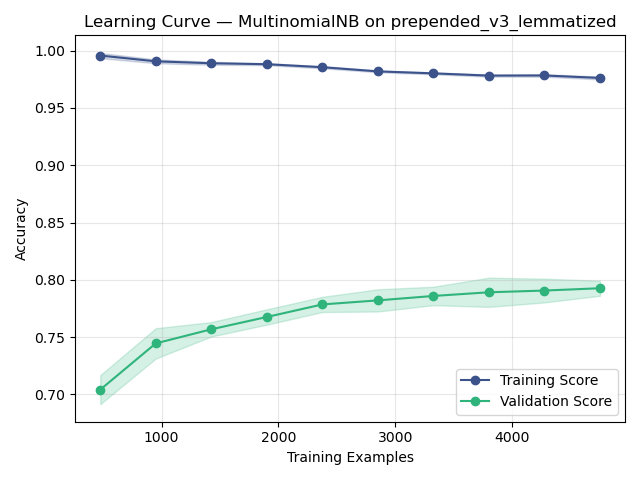 Learning Curve — MultinomialNB on prepended_v3_lemmatized
1.00
0.95
0.90
0.85
0.80
0.75
0.70
Accuracy
1000
2000
3000
4000
Training Examples
Training Score
Validation Score